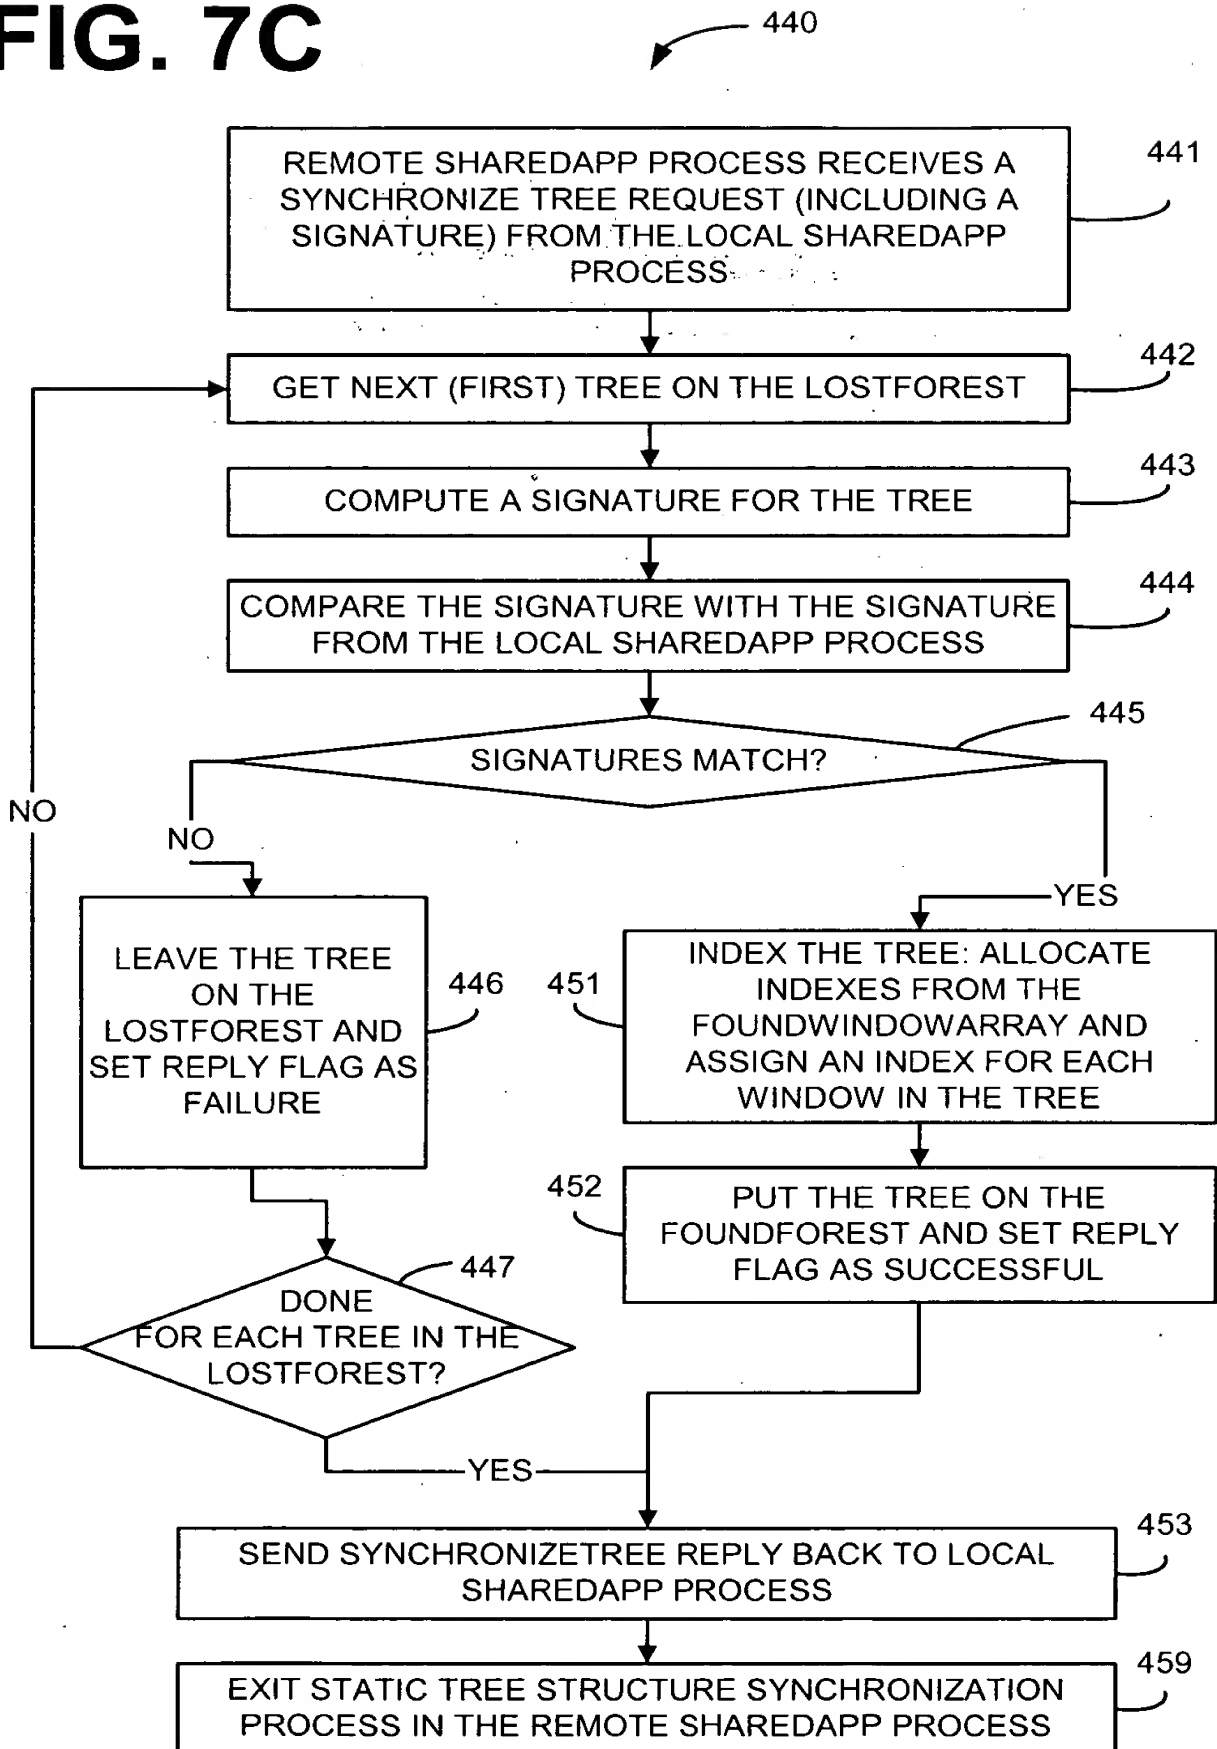 FIG. 7C
440
REMOTE SHAREDAPP PROCESS RECEIVES A
SYNCHRONIZE TREE REQUEST (INCLUDING A
SIGNATURE) FROM THE LOCAL SHAREDAPP
PROCESS
441
GET NEXT (FIRST) TREE ON THE LOSTFOREST
442
COMPUTE A SIGNATURE FOR THE TREE
443
COMPARE THE SIGNATURE WITH THE SIGNATURE
FROM THE LOCAL SHAREDAPP PROCESS
444
SIGNATURES MATCH?
445
NO
NO
YES
LEAVE THE TREE
ON THE
LOSTFOREST AND
SET REPLY FLAG AS
FAILURE
446
451
INDEX THE TREE: ALLOCATE
INDEXES FROM THE
FOUNDWINDOWARRAY AND
ASSIGN AN INDEX FOR EACH
WINDOW IN THE TREE
452
PUT THE TREE ON THE
FOUNDFOREST AND SET REPLY
FLAG AS SUCCESSFUL
447
DONE
FOR EACH TREE IN THE
LOSTFOREST?
YES
SEND SYNCHRONIZETREE REPLY BACK TO LOCAL
SHAREDAPP PROCESS
453
EXIT STATIC TREE STRUCTURE SYNCHRONIZATION
PROCESS IN THE REMOTE SHAREDAPP PROCESS
459